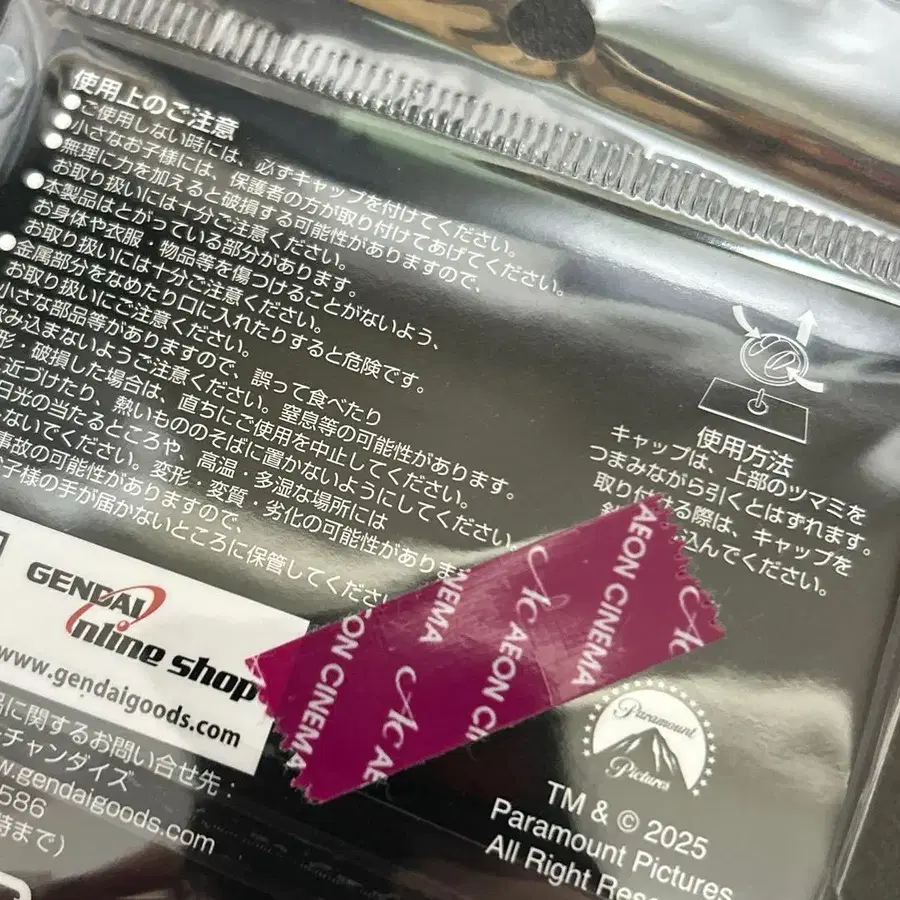 使用上のご注意
●ご使用しない時には、必ずキャップを付けてください。
●小さなお子様には、保護者の方が取り付けてあげてください。
●無理に力を加えると破損する可能性がありますので、
お取り扱いには十分ご注意ください。
●本製品はとがっている部分があります。
お身体や衣服・物品等を傷つけることがないよう、
お取り扱いには十分ご注意ください。
●金属部分をなめたり口に入れたりすると危険です。
お取り扱いにご注意ください。
小さな部品等がありますので、誤って食べたり
飲み込まないようご注意ください。窒息等の可能性があります。
形・破損した場合は、直ちにご使用を中止してください。
に近づけたり、熱いもののそばに置かないようにしてください。
日光の当たるところや、高温・多湿な場所には
ないでください。変形・変質・劣化の可能性があり
事故の可能性がありますので、
子様の手が届かないところに保管してくださ
使用方法
キャップは、上部のツマミを
つまみながら引くとはずれます。
取り付ける際は、キャップを
込んでください。
GENDAI
nline shop
www.gendaigoods.com
品に関するお問い合せ先：
ーチャンダイズ
w.gendaigoods.com
586
時まで)
AEON CINEMA
AEON CINEMA
AEON CINEMA
AEON CINEMA
Paramount
Pictures
TM & © 2025
Paramount Pictures
All Right Rese